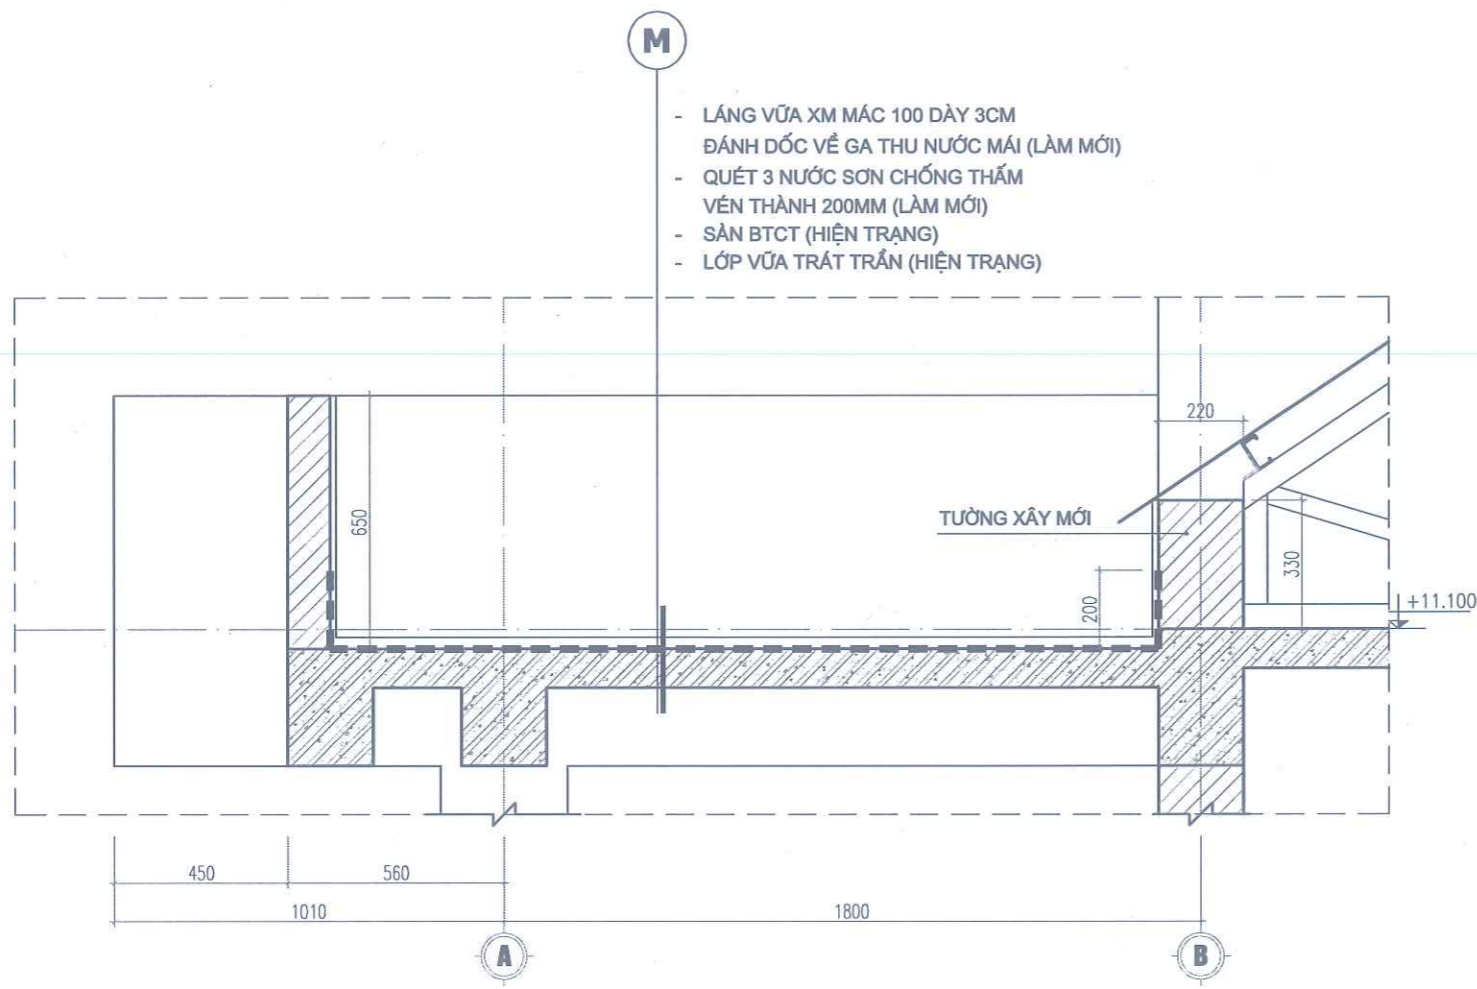 M
- LÁNG VỮA XM MÁC 100 DÀY 3CM
ĐÁNH DỐC VỀ GA THU NƯỚC MÁI (LÀM MỚI)
- QUÉT 3 NƯỚC SƠN CHỐNG THẤM
VÉN THÀNH 200MM (LÀM MỚI)
- SÀN BTCT (HIỆN TRẠNG)
- LỚP VỮA TRÁT TRẦN (HIỆN TRẠNG)
220
650
TƯỜNG XÂY MỚI
330
200
+11.100
450
560
1010
1800
A
B